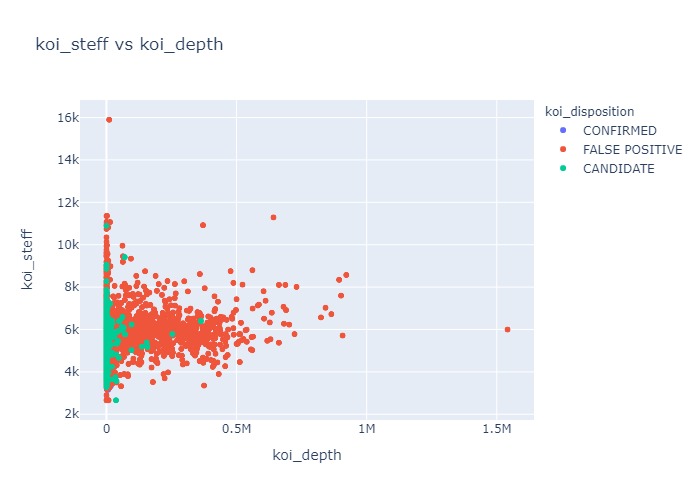 koi_steff vs koi_depth
koi_disposition
CONFIRMED
FALSE POSITIVE
CANDIDATE
16k
14k
12k
10k
8k
6k
4k
2k
koi_steff
0
0.5M
1M
1.5M
koi_depth